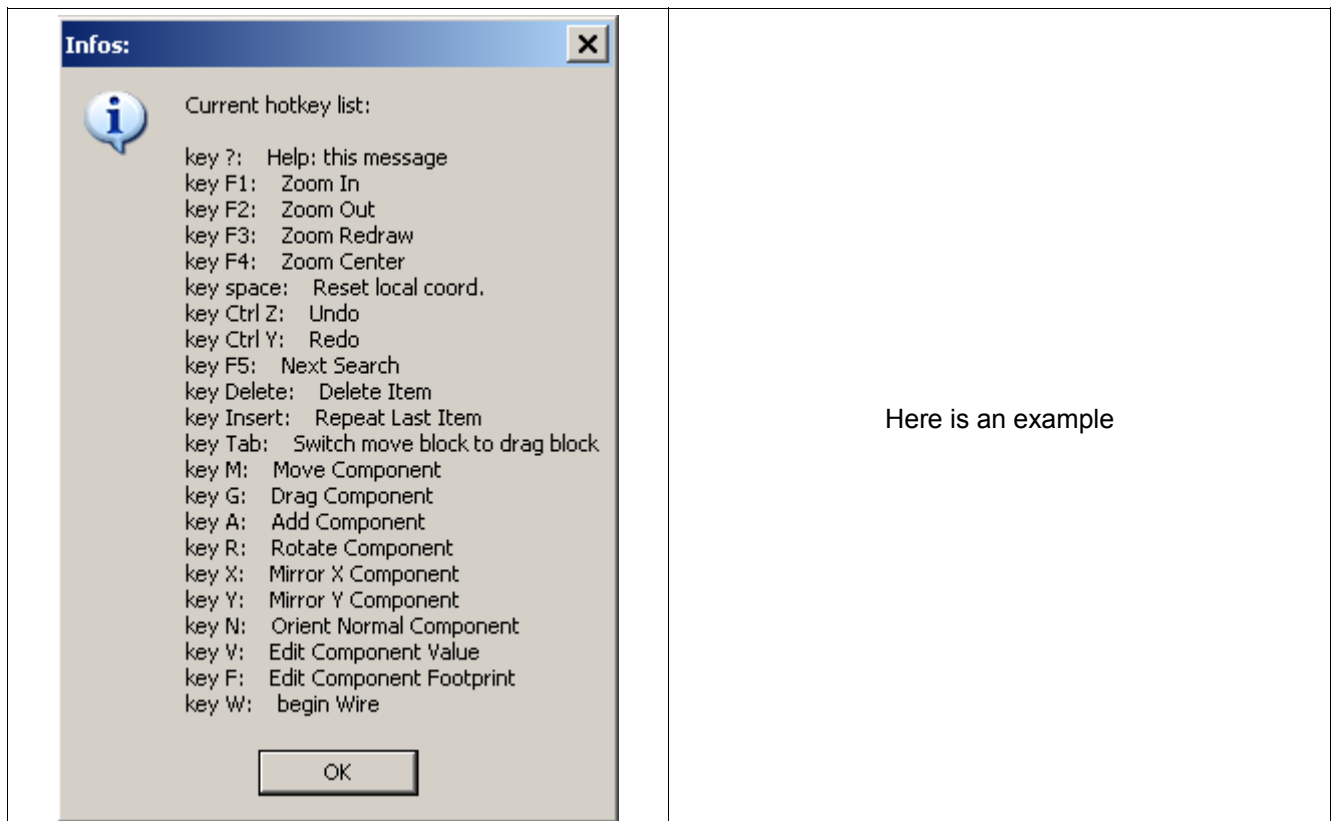 Infos:
Current hotkey list:
key ?: Help: this message
key F1: Zoom In
key F2: Zoom Out
key F3: Zoom Redraw
key F4: Zoom Center
key space: Reset local coord.
key Ctrl Z: Undo
key Ctrl Y: Redo
key F5: Next Search
key Delete: Delete Item
key Insert: Repeat Last Item
key Tab: Switch move block to drag block
key M: Move Component
key G: Drag Component
key A: Add Component
key R: Rotate Component
key X: Mirror X Component
key Y: Mirror Y Component
key N: Orient Normal Component
key V: Edit Component Value
key F: Edit Component Footprint
key W: begin Wire
OK
Here is an example